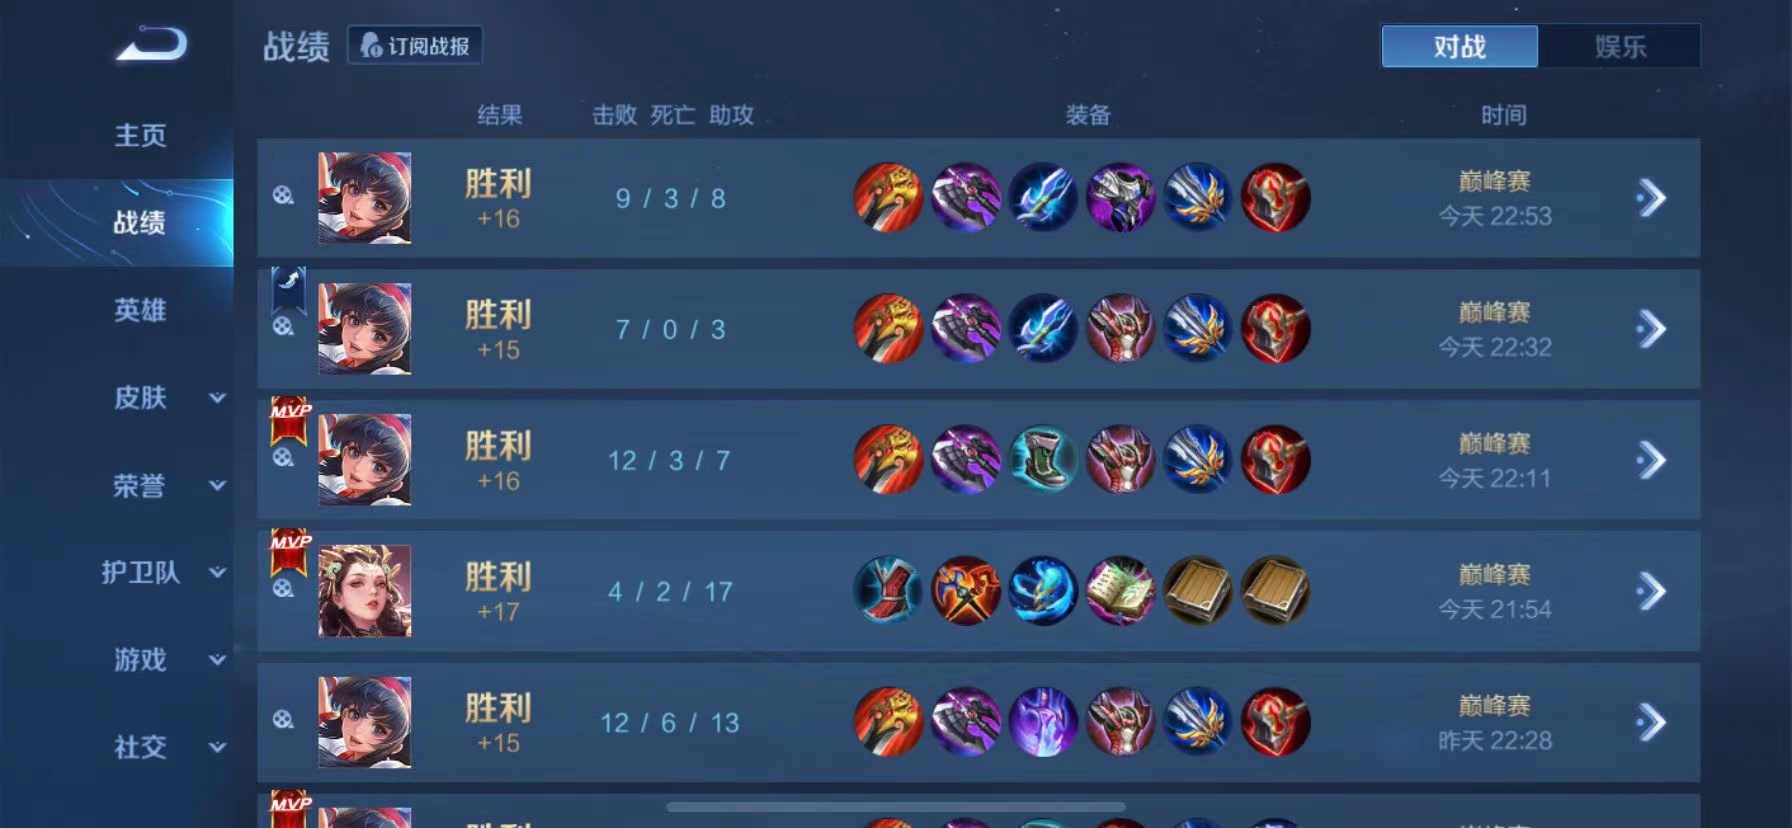 战绩 订阅战报 对战 娱乐
结果 击败 死亡 助攻 装备 时间
主页
战绩
英雄
皮肤
荣誉
护卫队
游戏
社交
胜利 9 / 3 / 8 巅峰赛
+16 今天 22:53
胜利 7 / 0 / 3 巅峰赛
+15 今天 22:32
MVP
胜利 12 / 3 / 7 巅峰赛
+16 今天 22:11
MVP
胜利 4 / 2 / 17 巅峰赛
+17 今天 21:54
胜利 12 / 6 / 13 巅峰赛
+15 昨天 22:28
MVP